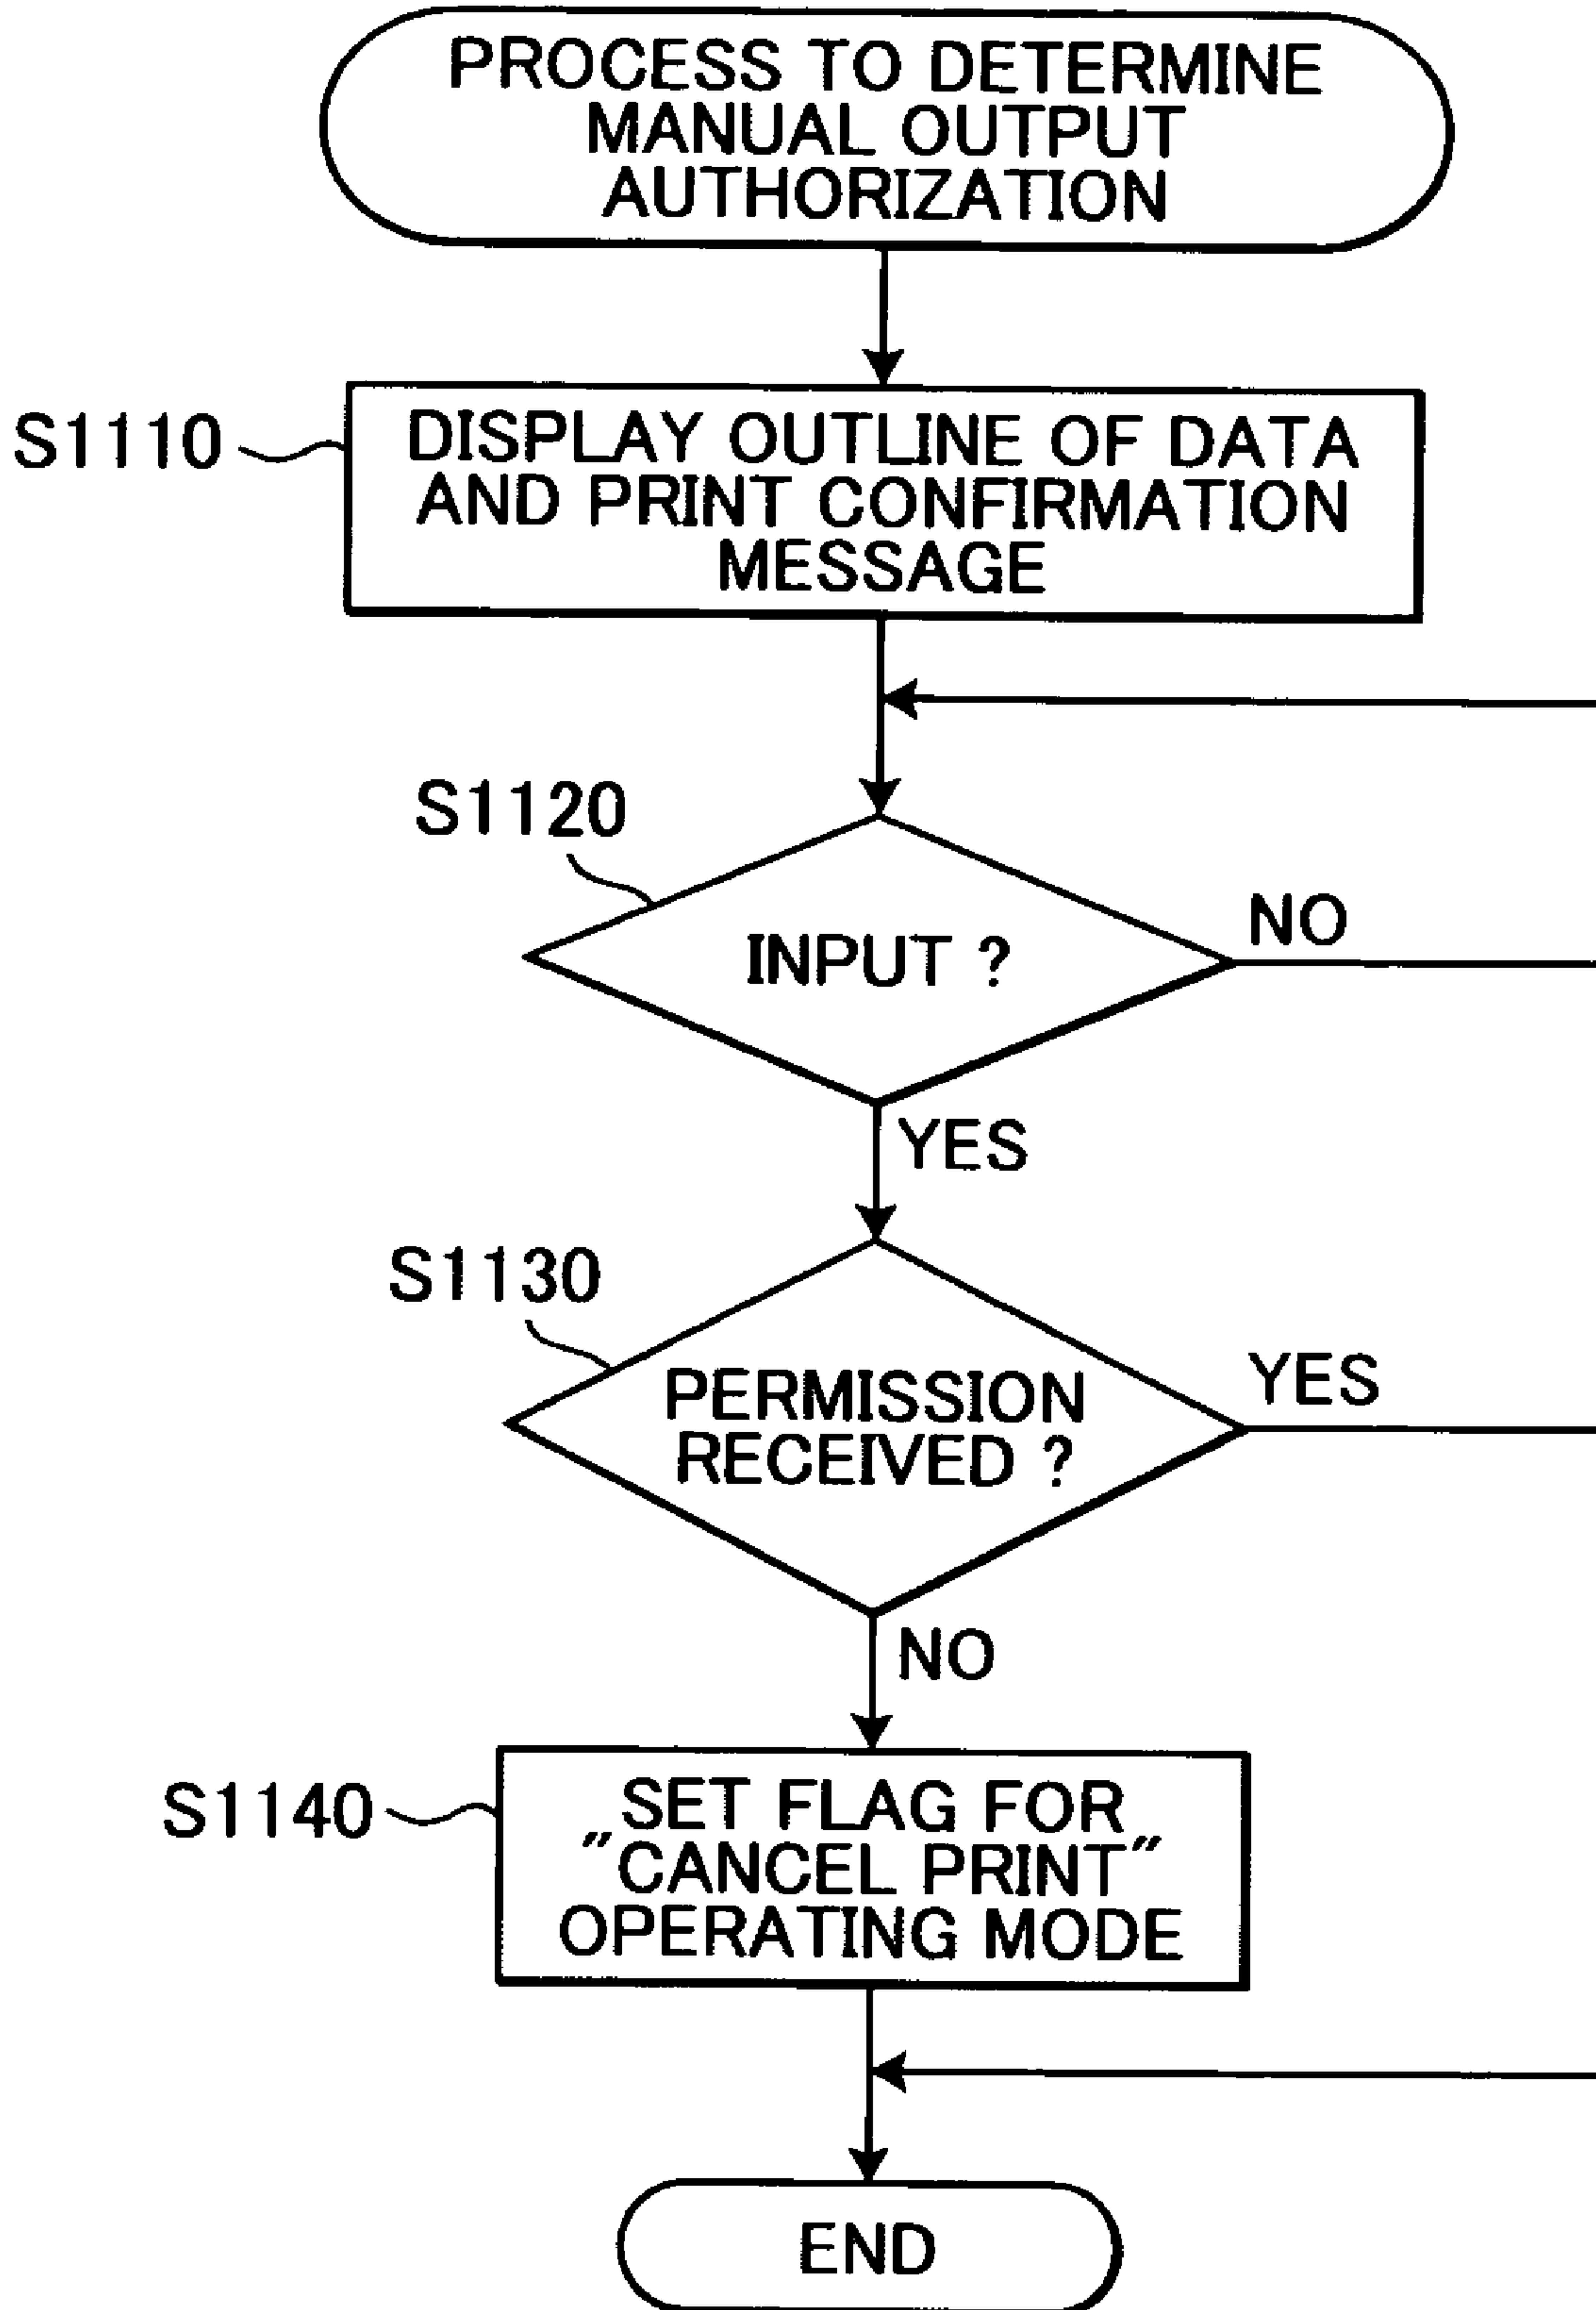 PROCESS TO DETERMINE
MANUAL OUTPUT
AUTHORIZATION
S1110
DISPLAY OUTLINE OF DATA
AND PRINT CONFIRMATION
MESSAGE
S1120
INPUT ?
NO
YES
S1130
PERMISSION
RECEIVED ?
YES
NO
S1140
SET FLAG FOR
"CANCEL PRINT"
OPERATING MODE
END